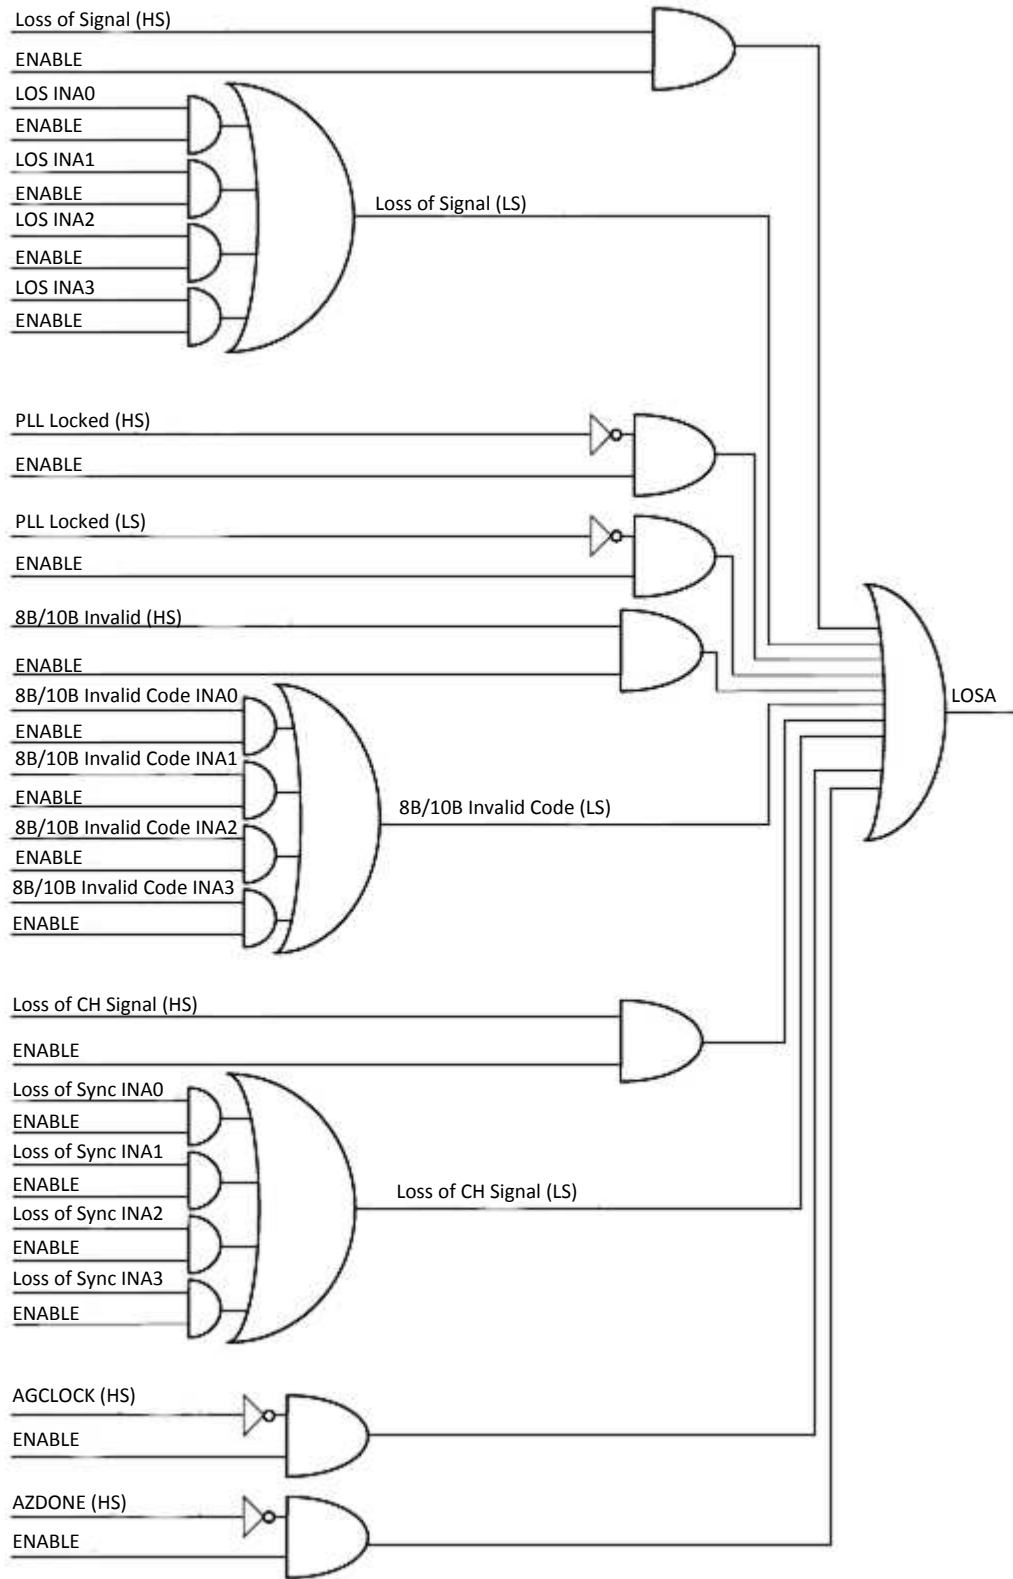 Loss of Signal (HS)
ENABLE
LOS INA0
ENABLE
LOS INA1
ENABLE
LOS INA2
ENABLE
LOS INA3
ENABLE
Loss of Signal (LS)
PLL Locked (HS)
ENABLE
PLL Locked (LS)
ENABLE
8B/10B Invalid (HS)
ENABLE
8B/10B Invalid Code INA0
ENABLE
8B/10B Invalid Code INA1
ENABLE
8B/10B Invalid Code INA2
ENABLE
8B/10B Invalid Code INA3
ENABLE
8B/10B Invalid Code (LS)
LOSA
Loss of CH Signal (HS)
ENABLE
Loss of Sync INA0
ENABLE
Loss of Sync INA1
ENABLE
Loss of Sync INA2
ENABLE
Loss of Sync INA3
ENABLE
Loss of CH Signal (LS)
AGCLOCK (HS)
ENABLE
AZDONE (HS)
ENABLE